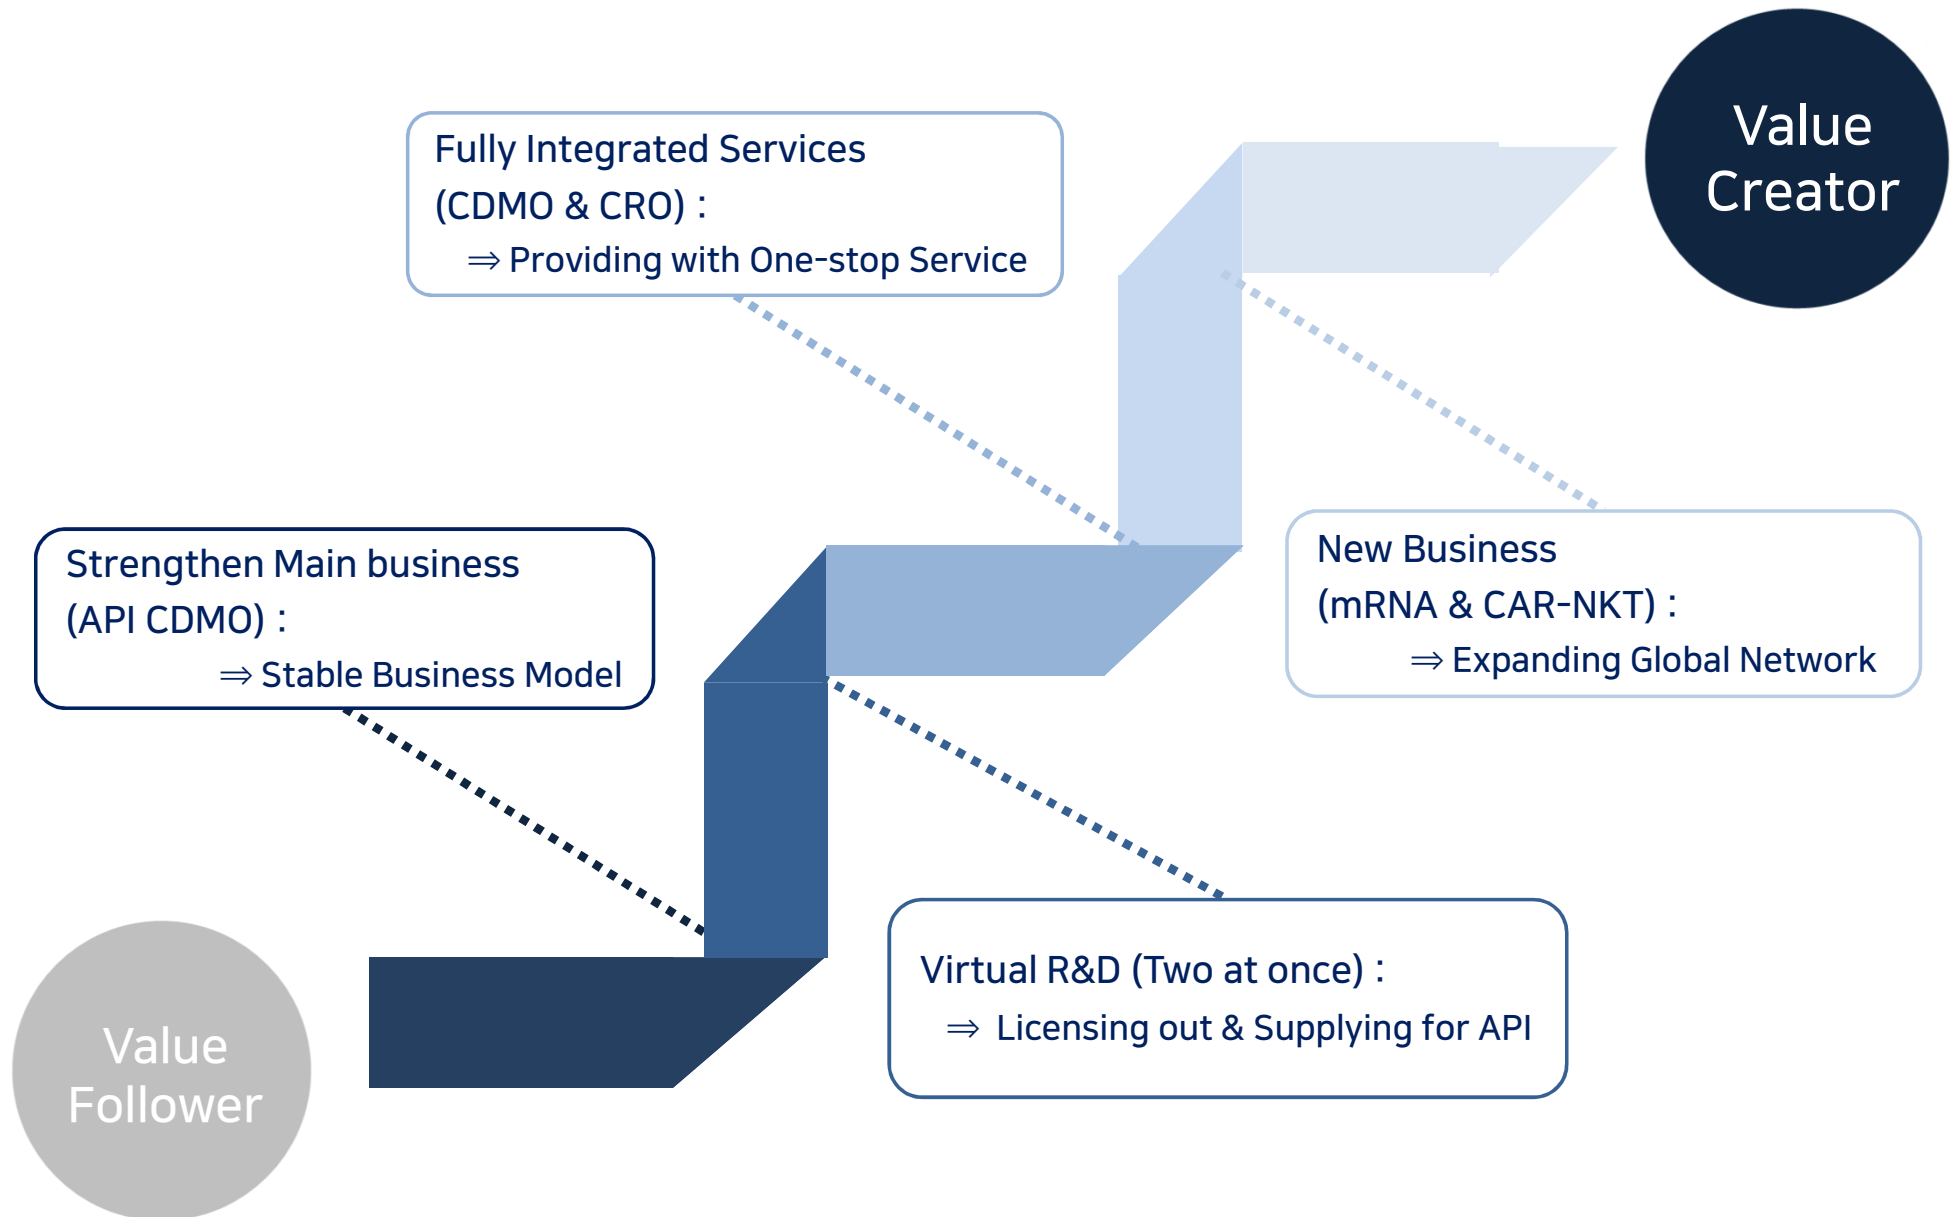 Value
Creator
Fully Integrated Services
(CDMO & CRO) :
⇒ Providing with One-stop Service
Strengthen Main business
(API CDMO) :
⇒ Stable Business Model
New Business
(mRNA & CAR-NKT) :
⇒ Expanding Global Network
Virtual R&D (Two at once) :
⇒ Licensing out & Supplying for API
Value
Follower